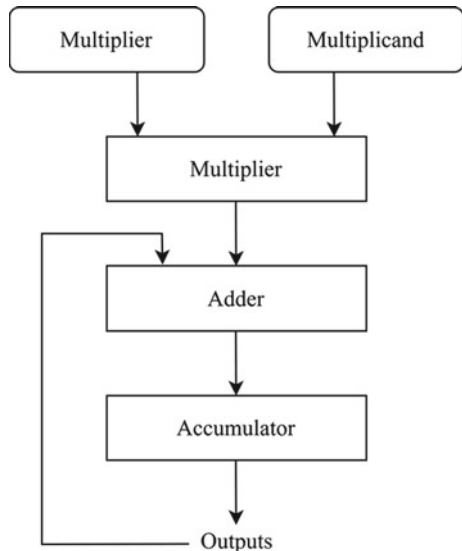 Multiplier
Multiplicand
Multiplier
Adder
Accumulator
Outputs